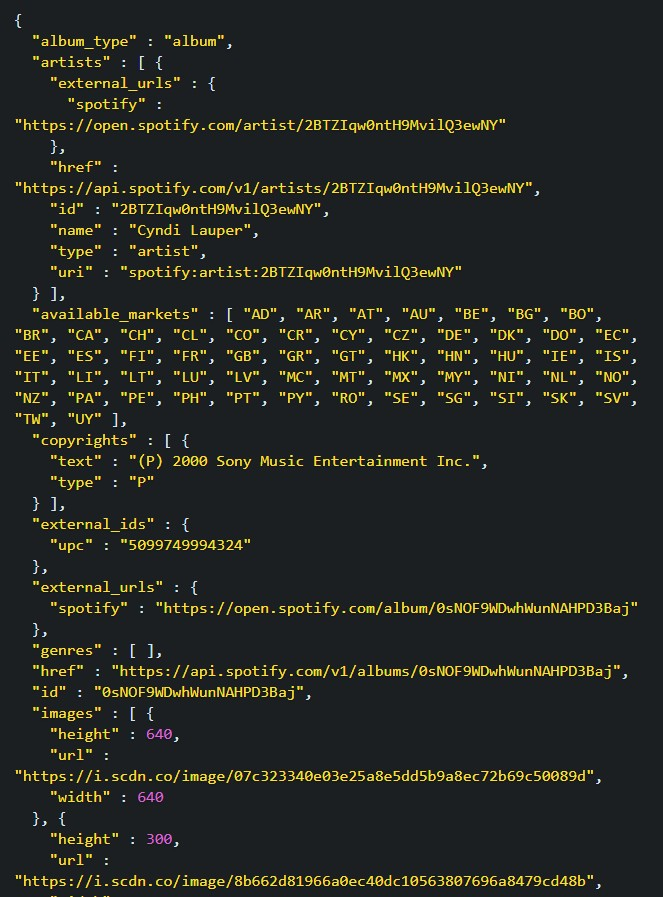 {
"album_type" : "album",
"artists" : [ {
"external_urls" : {
"spotify" :
"https://open.spotify.com/artist/2BTZIqw0ntH9MvilQ3ewNY"
},
"href" :
"https://api.spotify.com/v1/artists/2BTZIqw0ntH9MvilQ3ewNY",
"id" : "2BTZIqw0ntH9MvilQ3ewNY",
"name" : "Cyndi Lauper",
"type" : "artist",
"uri" : "spotify:artist:2BTZIqw0ntH9MvilQ3ewNY"
} ],
"available_markets" : [ "AD", "AR", "AT", "AU", "BE", "BG", "BO",
"BR", "CA", "CH", "CL", "CO", "CR", "CY", "CZ", "DE", "DK", "DO", "EC",
"EE", "ES", "FI", "FR", "GB", "GR", "GT", "HK", "HN", "HU", "IE", "IS",
"IT", "LI", "LT", "LU", "LV", "MC", "MT", "MX", "MY", "NI", "NL", "NO",
"NZ", "PA", "PE", "PH", "PT", "PY", "RO", "SE", "SG", "SI", "SK", "SV",
"TW", "UY" ],
"copyrights" : [ {
"text" : "(P) 2000 Sony Music Entertainment Inc.",
"type" : "P"
} ],
"external_ids" : {
"upc" : "5099749994324"
},
"external_urls" : {
"spotify" : "https://open.spotify.com/album/0sNOF9WDwhWunNAHPD3Baj"
},
"genres" : [ ],
"href" : "https://api.spotify.com/v1/albums/0sNOF9WDwhWunNAHPD3Baj",
"id" : "0sNOF9WDwhWunNAHPD3Baj",
"images" : [ {
"height" : 640,
"url" :
"https://i.scdn.co/image/07c323340e03e25a8e5dd5b9a8ec72b69c50089d",
"width" : 640
}, {
"height" : 300,
"url" :
"https://i.scdn.co/image/8b662d81966a0ec40dc10563807696a8479cd48b",